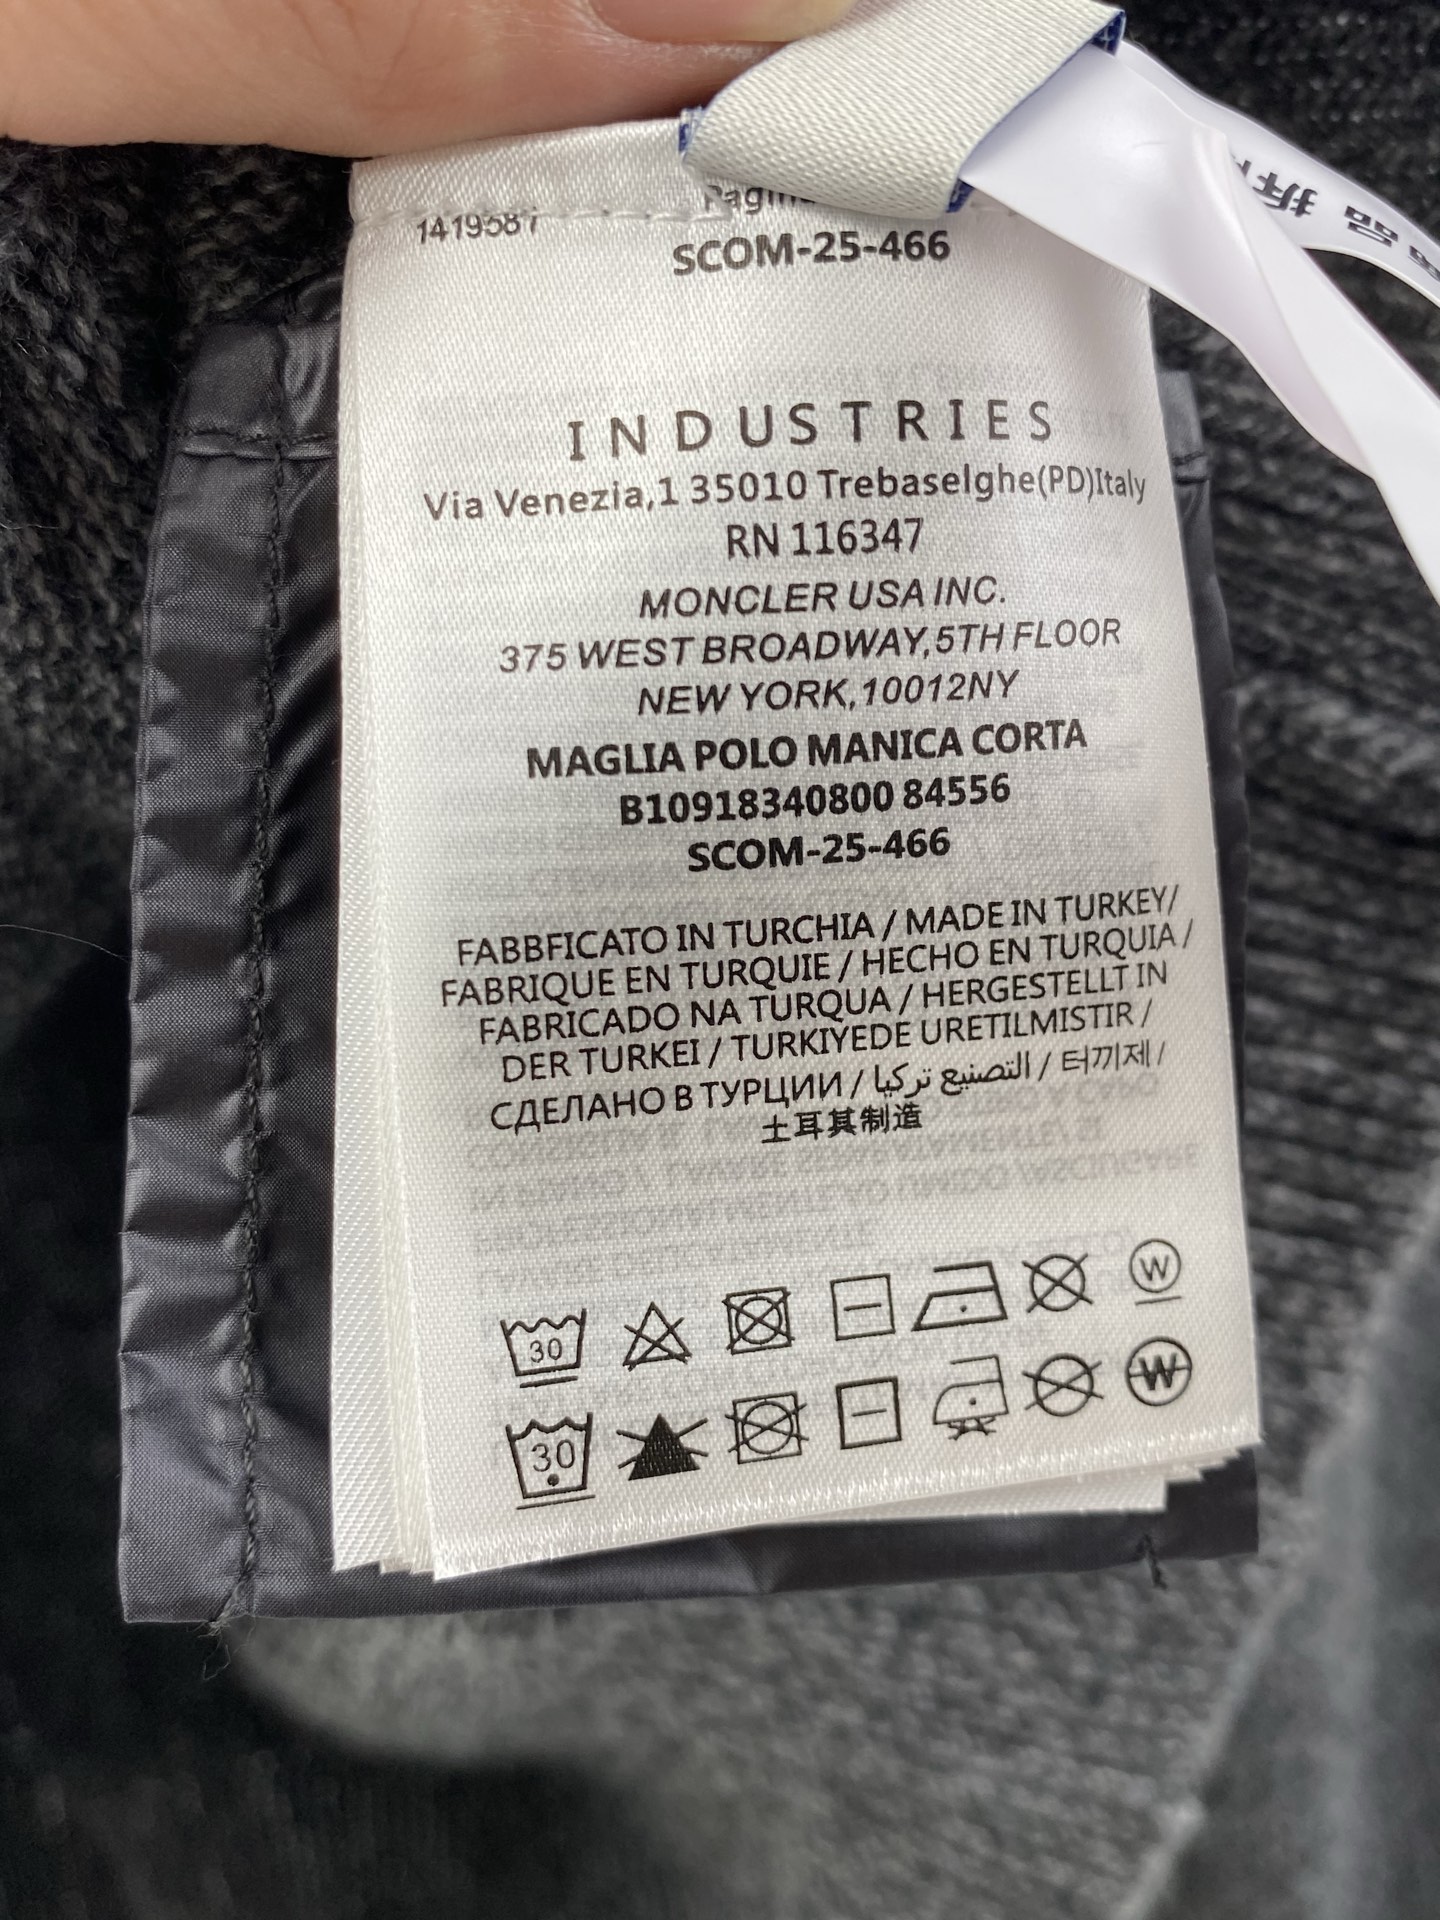 1419587
SCOM-25-466
INDUSTRIES
Via Venezia,1 35010 Trebaselghe(PD)Italy
RN 116347
MONCLER USA INC.
375 WEST BROADWAY,5TH FLOOR
NEW YORK,10012NY
MAGLIA POLO MANICA CORTA
B10918340800 84556
SCOM-25-466
FABBFICATO IN TURCHIA / MADE IN TURKEY/
FABRIQUE EN TURQUIE / HECHO EN TURQUIA /
FABRICADO NA TURQUA / HERGESTELLT IN
DER TURKEI / TURKIYEDE URETILMISTIR /
СДЕЛАНО В ТУРЦИИ / التصنيع تركيا / 터끼제 /
土耳其制造
30 W
30 W